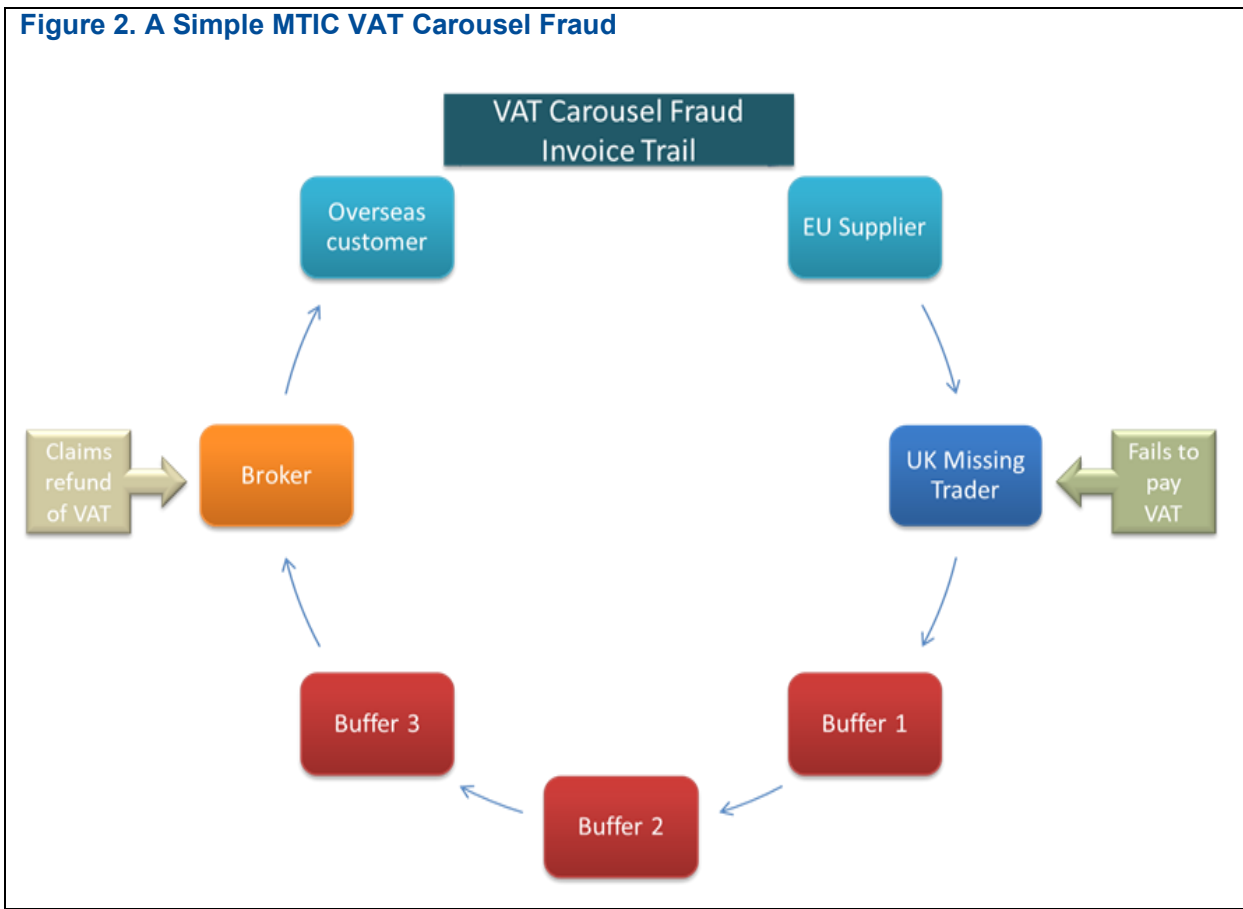 Figure 2. A Simple MTIC VAT Carousel Fraud
VAT Carousel Fraud
Invoice Trail
Overseas
customer
EU Supplier
Claims
refund
of VAT
Broker
UK Missing
Trader
Fails to
pay
VAT
Buffer 3
Buffer 1
Buffer 2